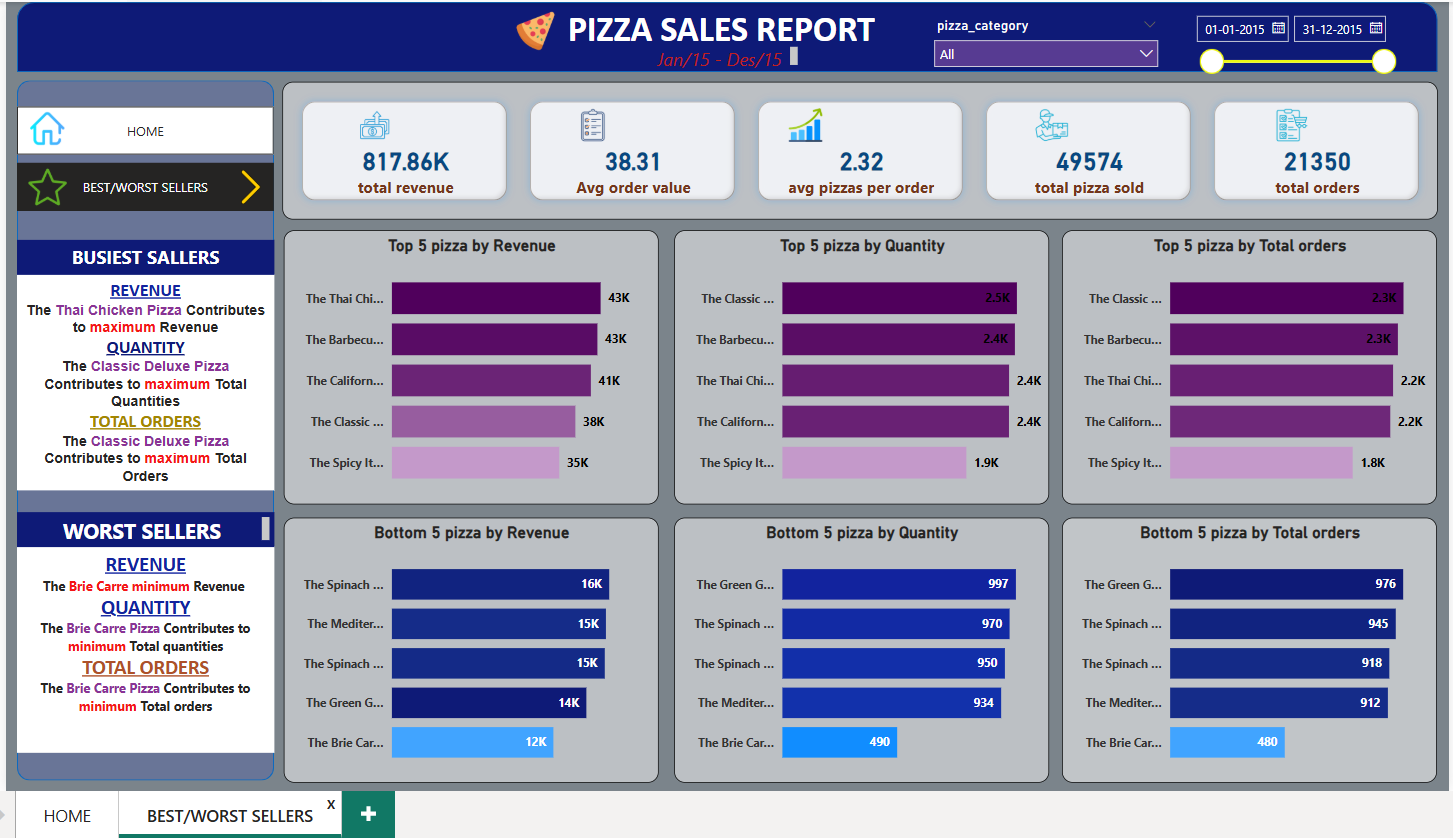 PIZZA SALES REPORT
Jan/15 - Des/15
pizza_category
All
01-01-2015
31-12-2015
HOME
BEST/WORST SELLERS
817.86K
total revenue
38.31
Avg order value
2.32
avg pizzas per order
49574
total pizza sold
21350
total orders
BUSIEST SALLERS
REVENUE
The Thai Chicken Pizza Contributes
to maximum Revenue
QUANTITY
The Classic Deluxe Pizza
Contributes to maximum Total
Quantities
TOTAL ORDERS
The Classic Deluxe Pizza
Contributes to maximum Total
Orders
WORST SELLERS
REVENUE
The Brie Carre minimum Revenue
QUANTITY
The Brie Carre Pizza Contributes to
minimum Total quantities
TOTAL ORDERS
The Brie Carre Pizza Contributes to
minimum Total orders
Top 5 pizza by Revenue
The Thai Chi... 43K
The Barbecu... 43K
The Californ... 41K
The Classic ... 38K
The Spicy It... 35K
Top 5 pizza by Quantity
The Classic ... 2.5K
The Barbecu... 2.4K
The Thai Chi... 2.4K
The Californ... 2.4K
The Spicy It... 1.9K
Top 5 pizza by Total orders
The Classic ... 2.3K
The Barbecu... 2.3K
The Thai Chi... 2.2K
The Californ... 2.2K
The Spicy It... 1.8K
Bottom 5 pizza by Revenue
The Spinach ... 16K
The Mediter... 15K
The Spinach ... 15K
The Green G... 14K
The Brie Car... 12K
Bottom 5 pizza by Quantity
The Green G... 997
The Spinach ... 970
The Spinach ... 950
The Mediter... 934
The Brie Car... 490
Bottom 5 pizza by Total orders
The Green G... 976
The Spinach ... 945
The Spinach ... 918
The Mediter... 912
The Brie Car... 480
HOME
BEST/WORST SELLERS
x
+